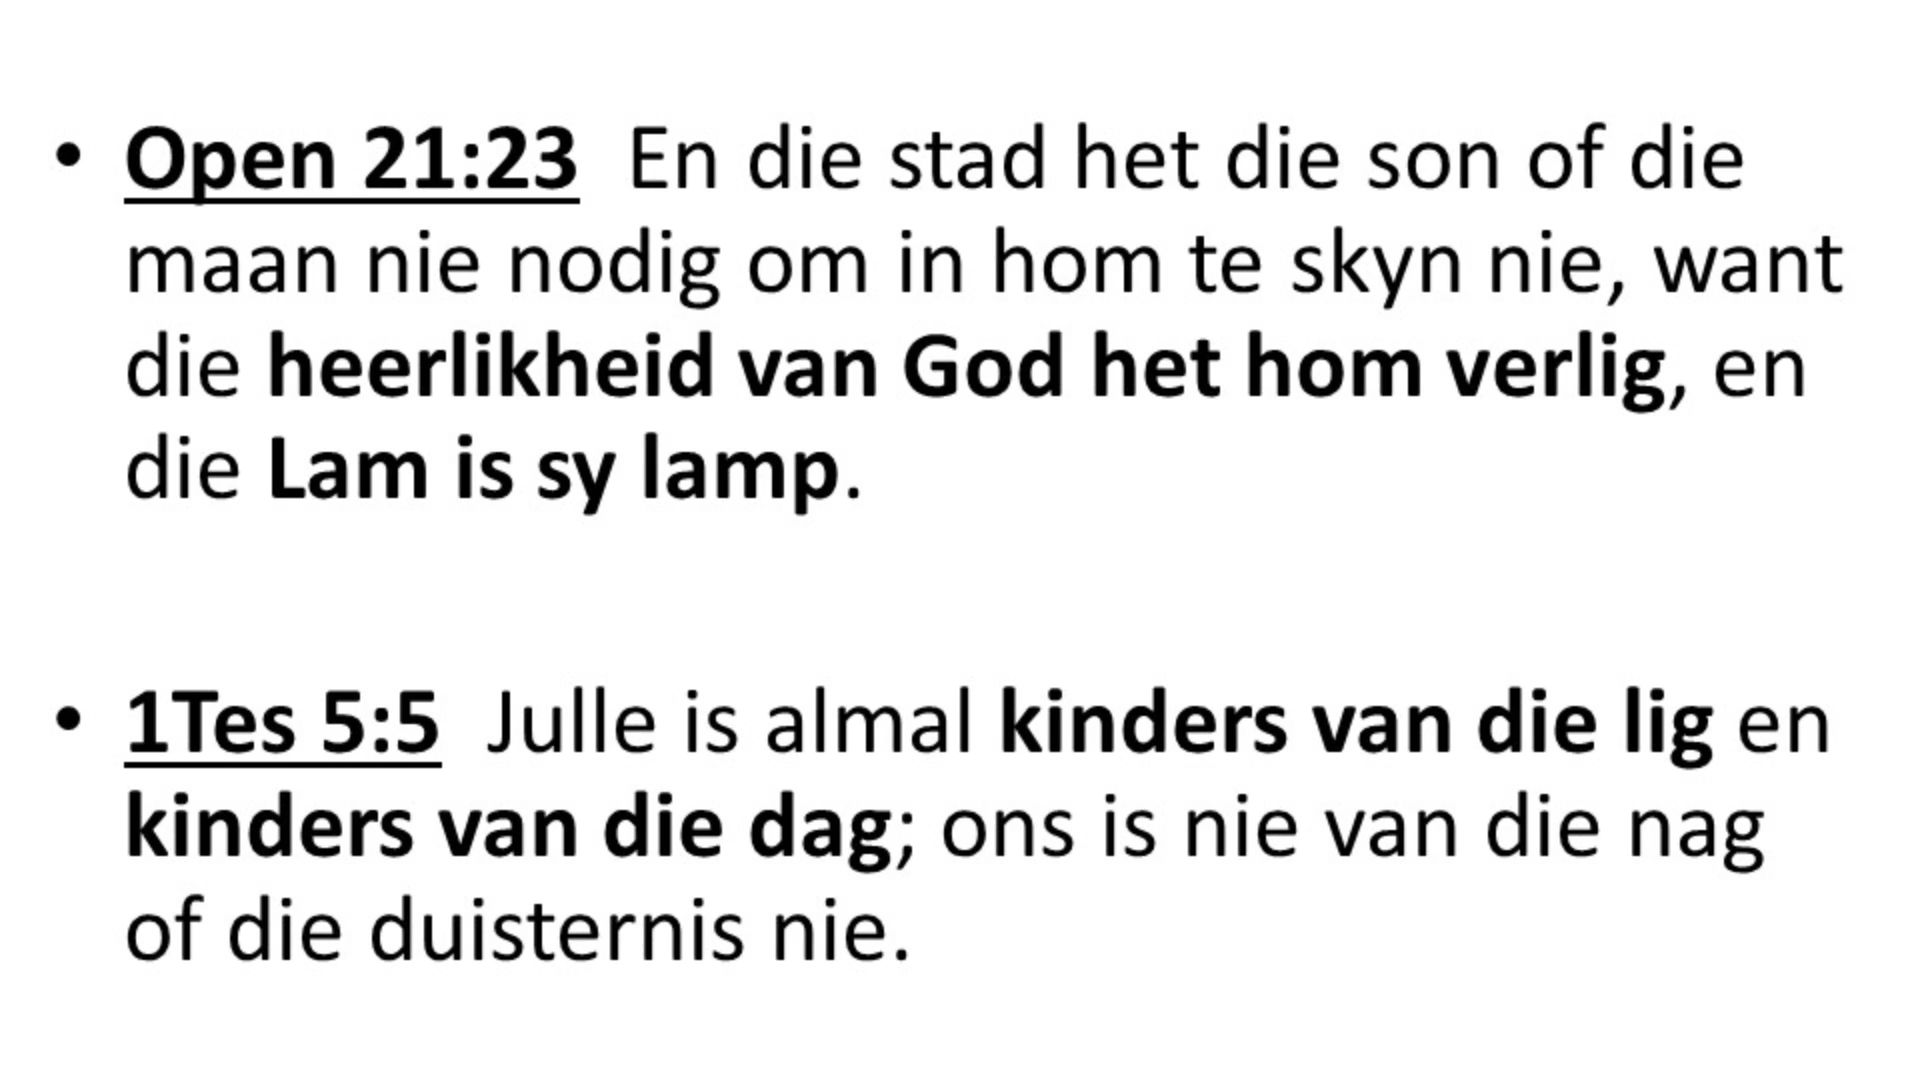 • Open 21:23  En die stad het die son of die
maan nie nodig om in hom te skyn nie, want
die heerlikheid van God het hom verlig, en
die Lam is sy lamp.
• 1Tes 5:5  Julle is almal kinders van die lig en
kinders van die dag; ons is nie van die nag
of die duisternis nie.